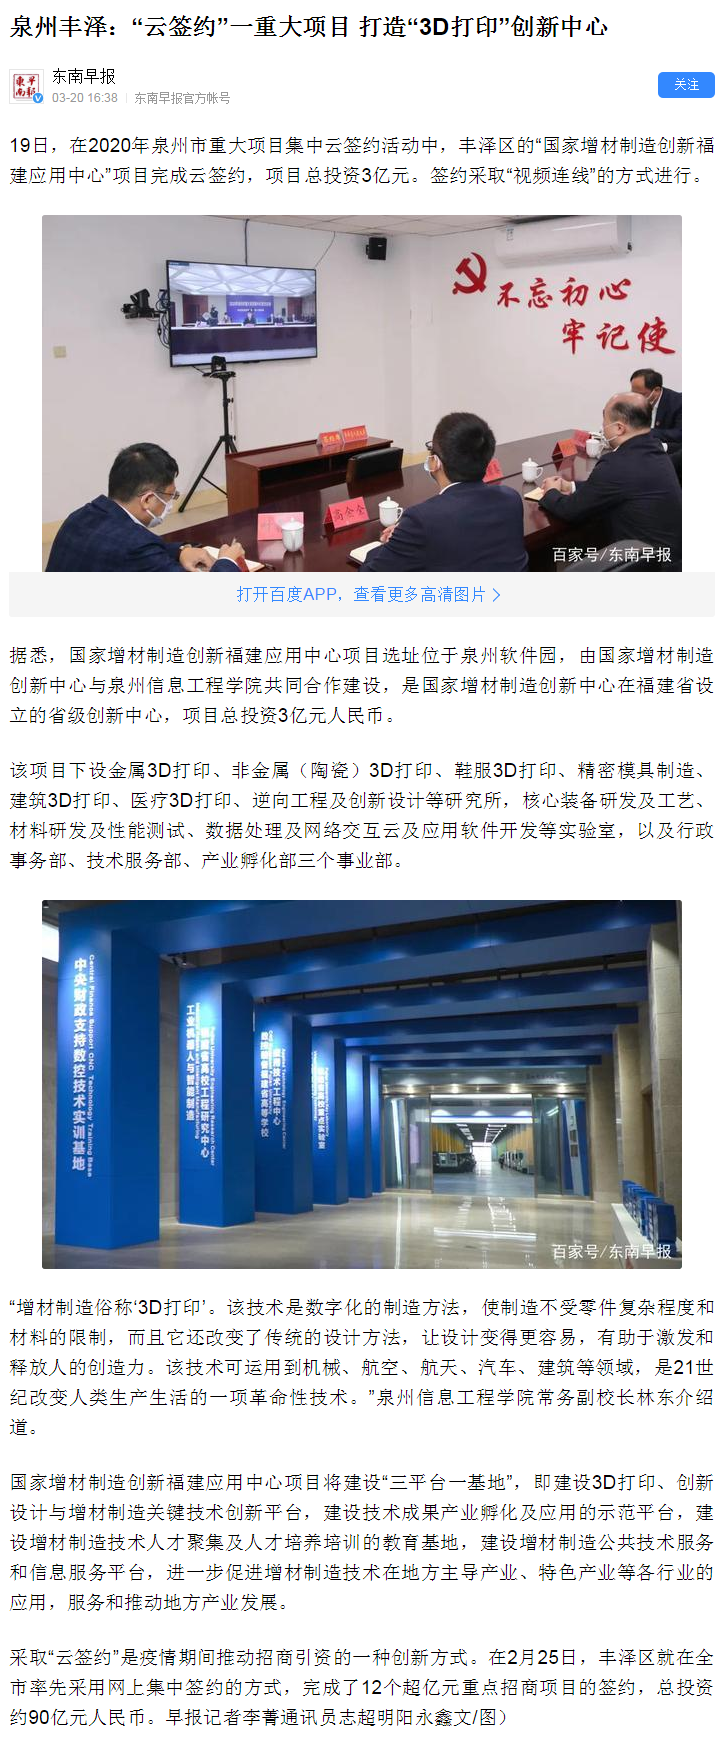 泉州丰泽：“云签约”一重大项目 打造“3D打印”创新中心
东南早报
03-20 16:38 东南早报官方帐号
关注
19日，在2020年泉州市重大项目集中云签约活动中，丰泽区的“国家增材制造创新福
建应用中心”项目完成云签约，项目总投资3亿元。签约采取“视频连线”的方式进行。
不忘初心
牢记使
高金全
百家号/东南早报
打开百度APP，查看更多高清图片 >
据悉，国家增材制造创新福建应用中心项目选址位于泉州软件园，由国家增材制造
创新中心与泉州信息工程学院共同合作建设，是国家增材制造创新中心在福建省设
立的省级创新中心，项目总投资3亿元人民币。
该项目下设金属3D打印、非金属（陶瓷）3D打印、鞋服3D打印、精密模具制造、
建筑3D打印、医疗3D打印、逆向工程及创新设计等研究所，核心装备研发及工艺、
材料研发及性能测试、数据处理及网络交互云及应用软件开发等实验室，以及行政
事务部、技术服务部、产业孵化部三个事业部。
中央财政支持数控技术实训基地
Central Finance Support CNC Technology Training Base
福建省高校工程研究中心
工业机器人与智能制造
百家号/东南早报
“增材制造俗称‘3D打印’。该技术是数字化的制造方法，使制造不受零件复杂程度和
材料的限制，而且它还改变了传统的设计方法，让设计变得更容易，有助于激发和
释放人的创造力。该技术可运用到机械、航空、航天、汽车、建筑等领域，是21世
纪改变人类生产生活的一项革命性技术。”泉州信息工程学院常务副校长林东介绍
道。
国家增材制造创新福建应用中心项目将建设“三平台一基地”，即建设3D打印、创新
设计与增材制造关键技术创新平台，建设技术成果产业孵化及应用的示范平台，建
设增材制造技术人才聚集及人才培养培训的教育基地，建设增材制造公共技术服务
和信息服务平台，进一步促进增材制造技术在地方主导产业、特色产业等各行业的
应用，服务和推动地方产业发展。
采取“云签约”是疫情期间推动招商引资的一种创新方式。在2月25日，丰泽区就在全
市率先采用网上集中签约的方式，完成了12个超亿元重点招商项目的签约，总投资
约90亿元人民币。早报记者李菁通讯员志超明阳永鑫文/图）